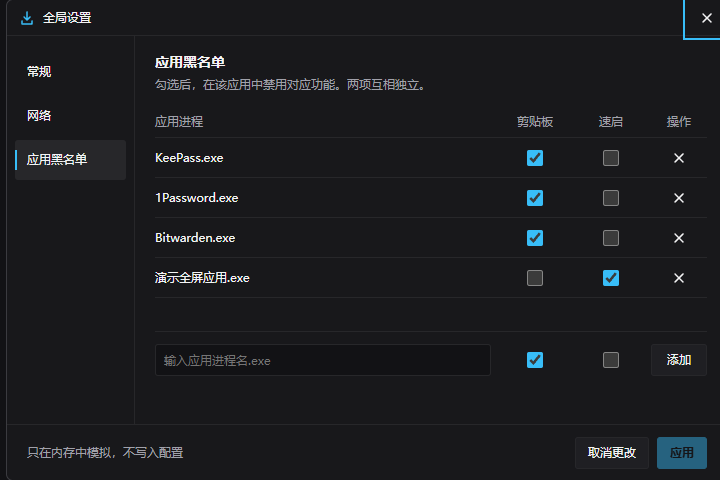 全局设置
常规
网络
应用黑名单
应用黑名单
勾选后，在该应用中禁用对应功能。两项互相独立。
应用进程 剪贴板 速启 操作
KeePass.exe
1Password.exe
Bitwarden.exe
演示全屏应用.exe
输入应用进程名.exe 添加
只在内存中模拟，不写入配置 取消更改 应用